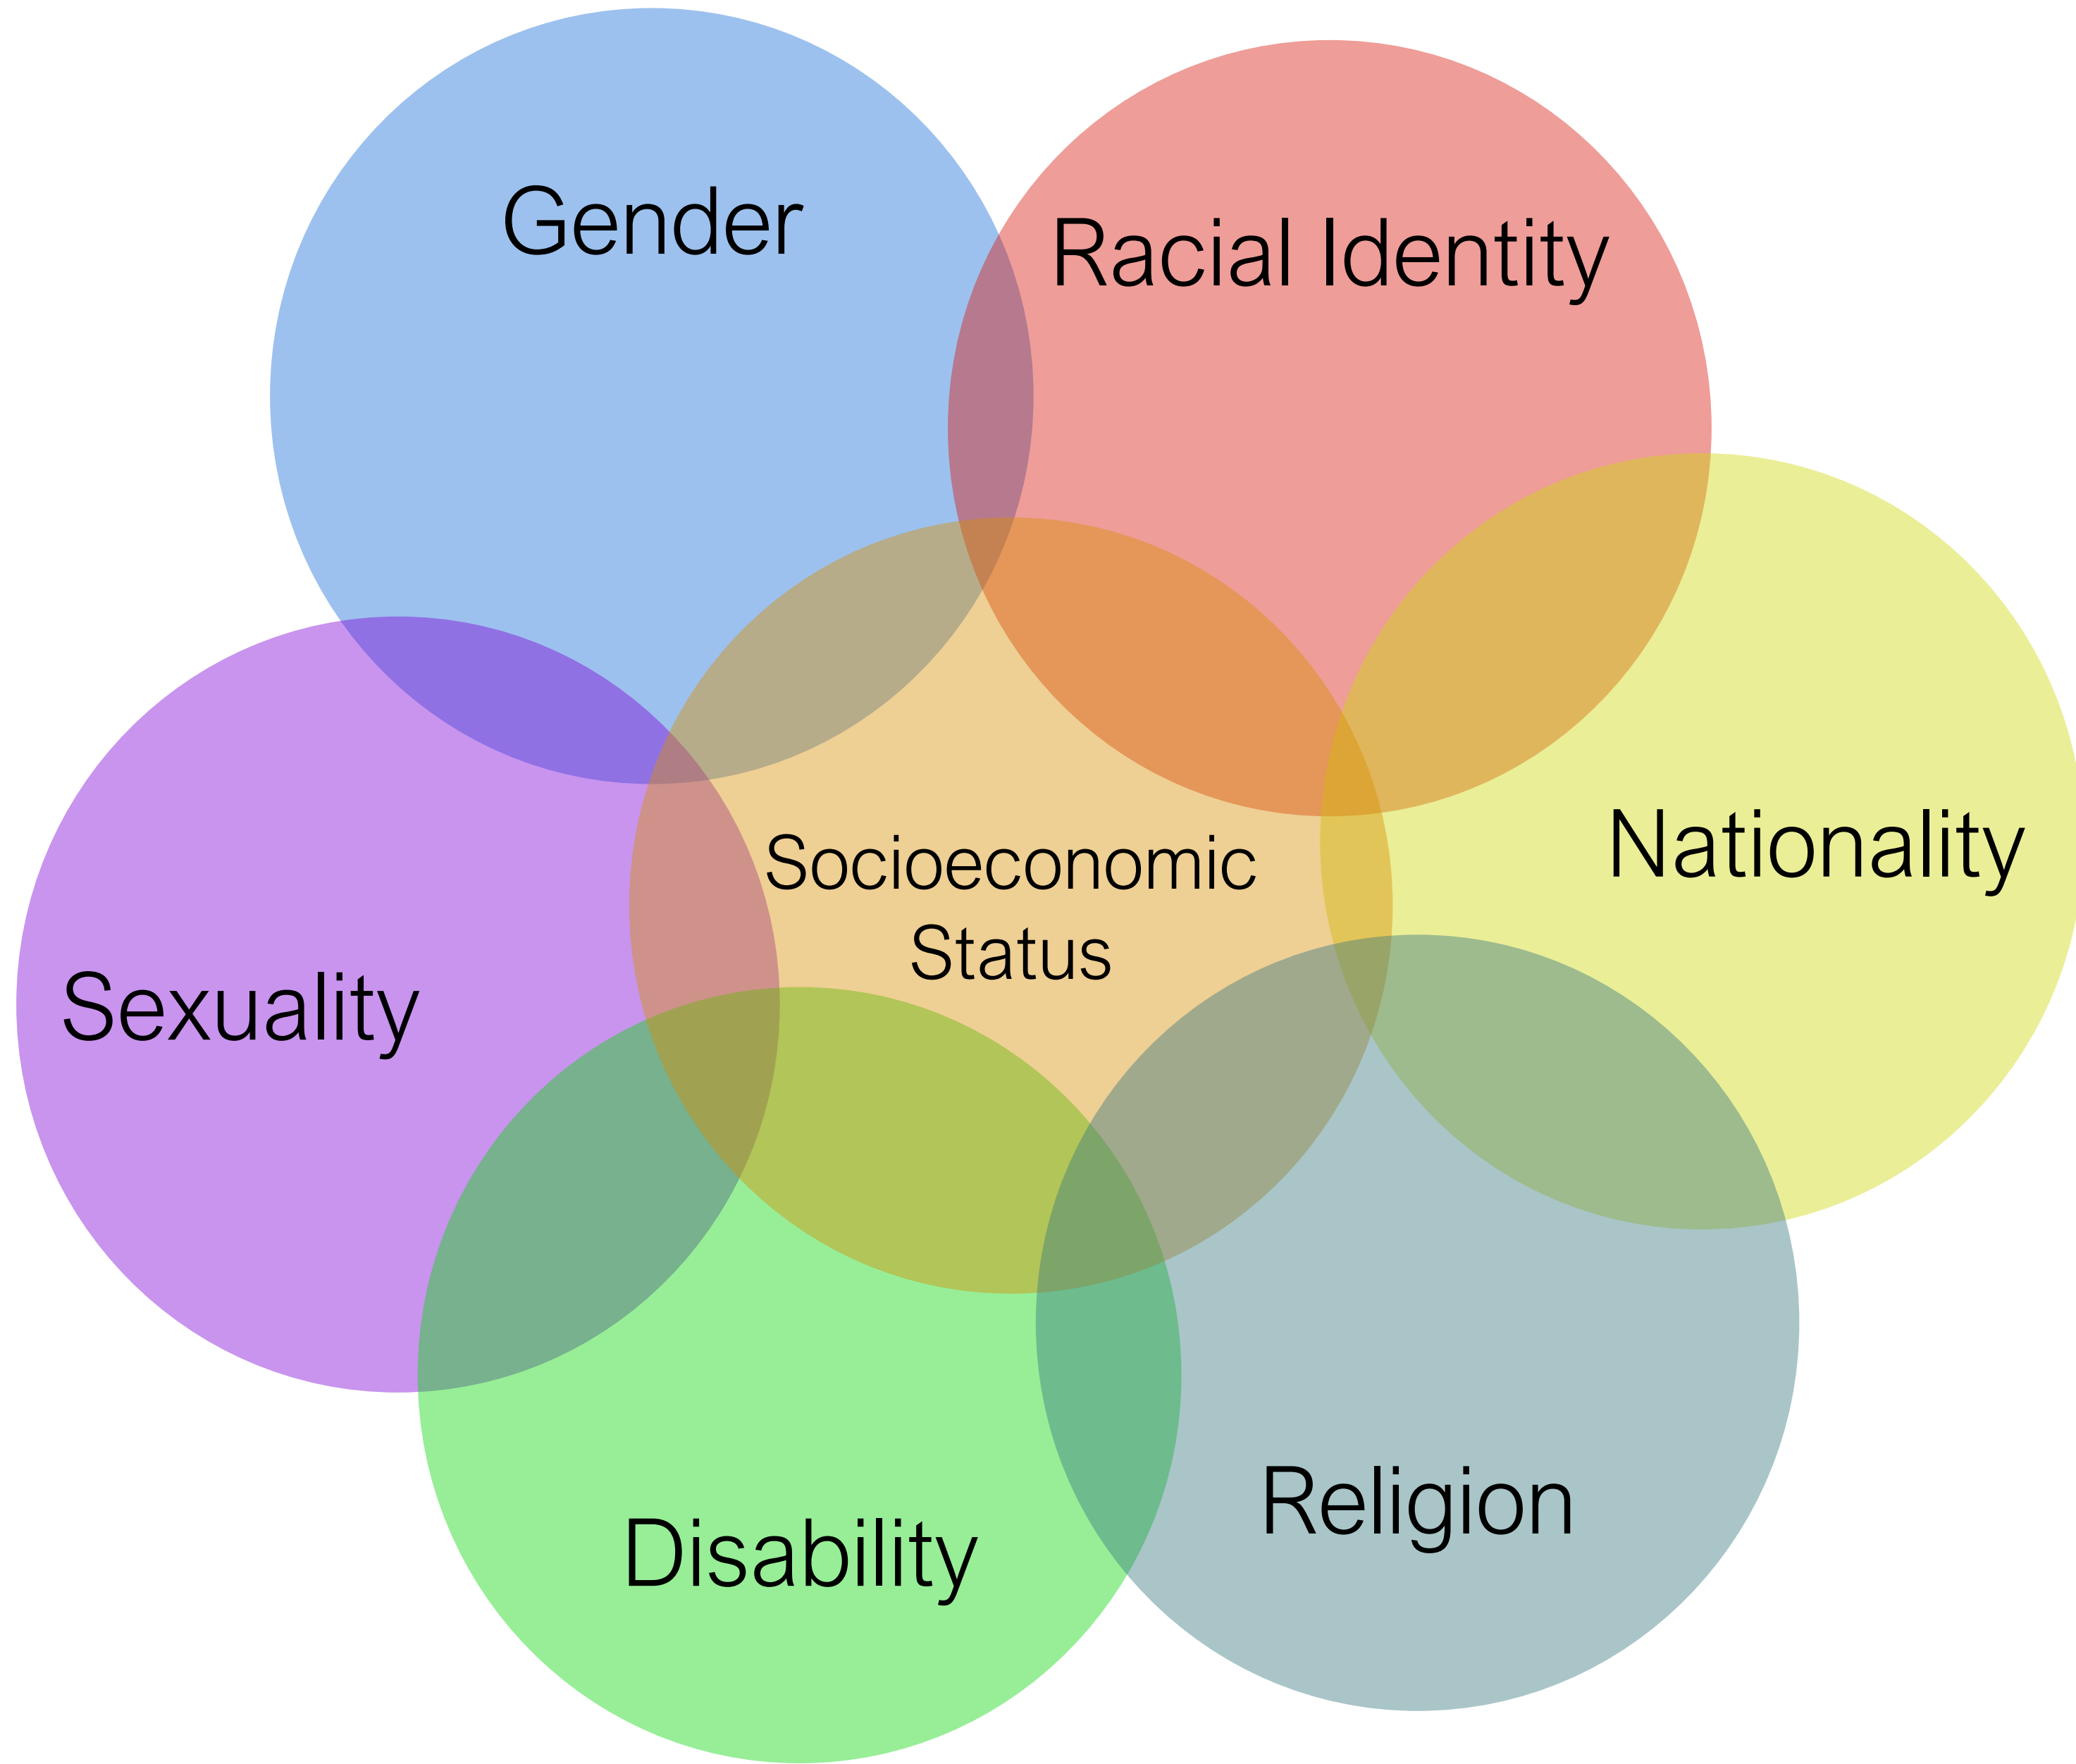 Gender
Racial Identity
Nationality
Socioeconomic
Status
Sexuality
Religion
Disability